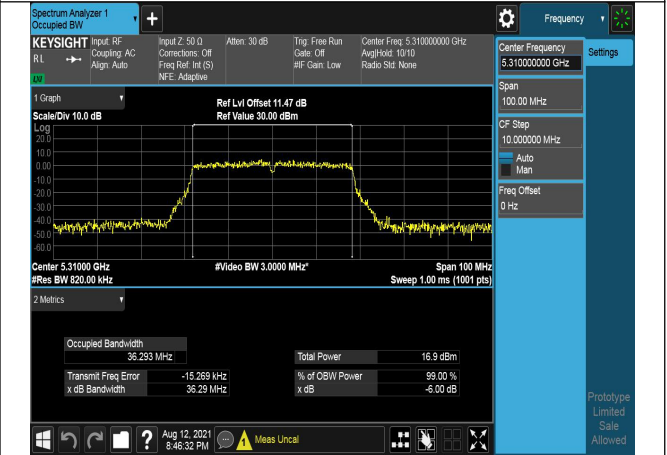 Spectrum Analyzer 1
Occupied BW
Frequency
KEYSIGHT Input: RF Input Z: 50 Ω Atten: 30 dB Trig: Free Run Center Freq: 5.310000000 GHz
RL Coupling: AC Corrections: Off Gate: Off Avg|Hold: 10/10
Align: Auto Freq Ref: Int (S) #IF Gain: Low Radio Std: None
NFE: Adaptive
Center Frequency
5.310000000 GHz
Settings
Span
100.00 MHz
CF Step
10.000000 MHz
Auto
Man
Freq Offset
0 Hz
1 Graph
Ref Lvl Offset 11.47 dB
Scale/Div 10.0 dB Ref Value 30.00 dBm
Log
20.0
10.0
0.00
-10.0
-20.0
-30.0
-40.0
-50.0
-60.0
Center 5.31000 GHz #Video BW 3.0000 MHz* Span 100 MHz
#Res BW 820.00 kHz Sweep 1.00 ms (1001 pts)
2 Metrics
Occupied Bandwidth
36.293 MHz Total Power 16.9 dBm
Transmit Freq Error -15.269 kHz % of OBW Power 99.00 %
x dB Bandwidth 36.29 MHz x dB -6.00 dB
Prototype
Limited
Sale
Allowed
Aug 12, 2021
8:46:32 PM
Meas Uncal